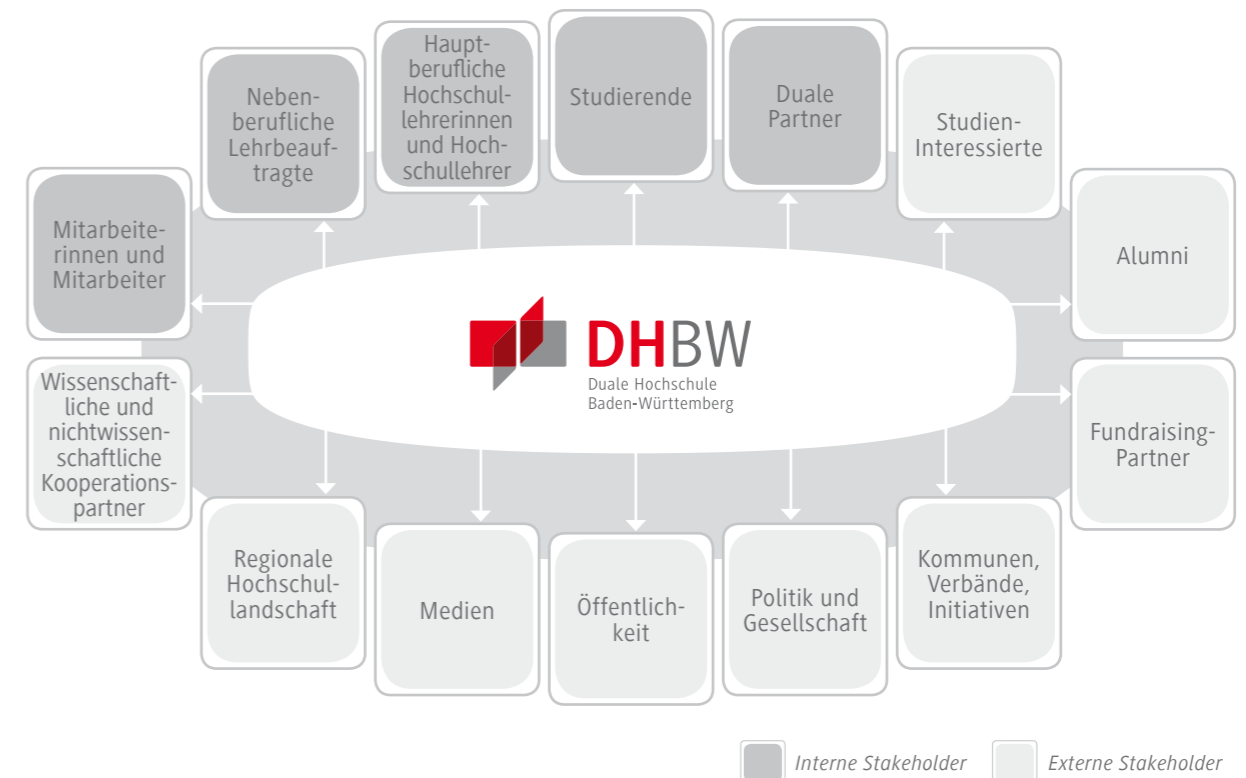 Haupt-
berufliche
Hochschul-
lehrerinnen
und Hoch-
schullehrer
Studierende
Duale
Partner
Neben-
berufliche
Lehrbeauf-
tragte
Studien-
Interessierte
Mitarbeite-
rinnen und
Mitarbeiter
Alumni
DHBW
Duale Hochschule
Baden-Württemberg
Wissenschaft-
liche und
nichtwissen-
schaftliche
Kooperations-
partner
Fundraising-
Partner
Regionale
Hochschul-
landschaft
Medien
Öffentlich-
keit
Politik und
Gesellschaft
Kommunen,
Verbände,
Initiativen
Interne Stakeholder
Externe Stakeholder